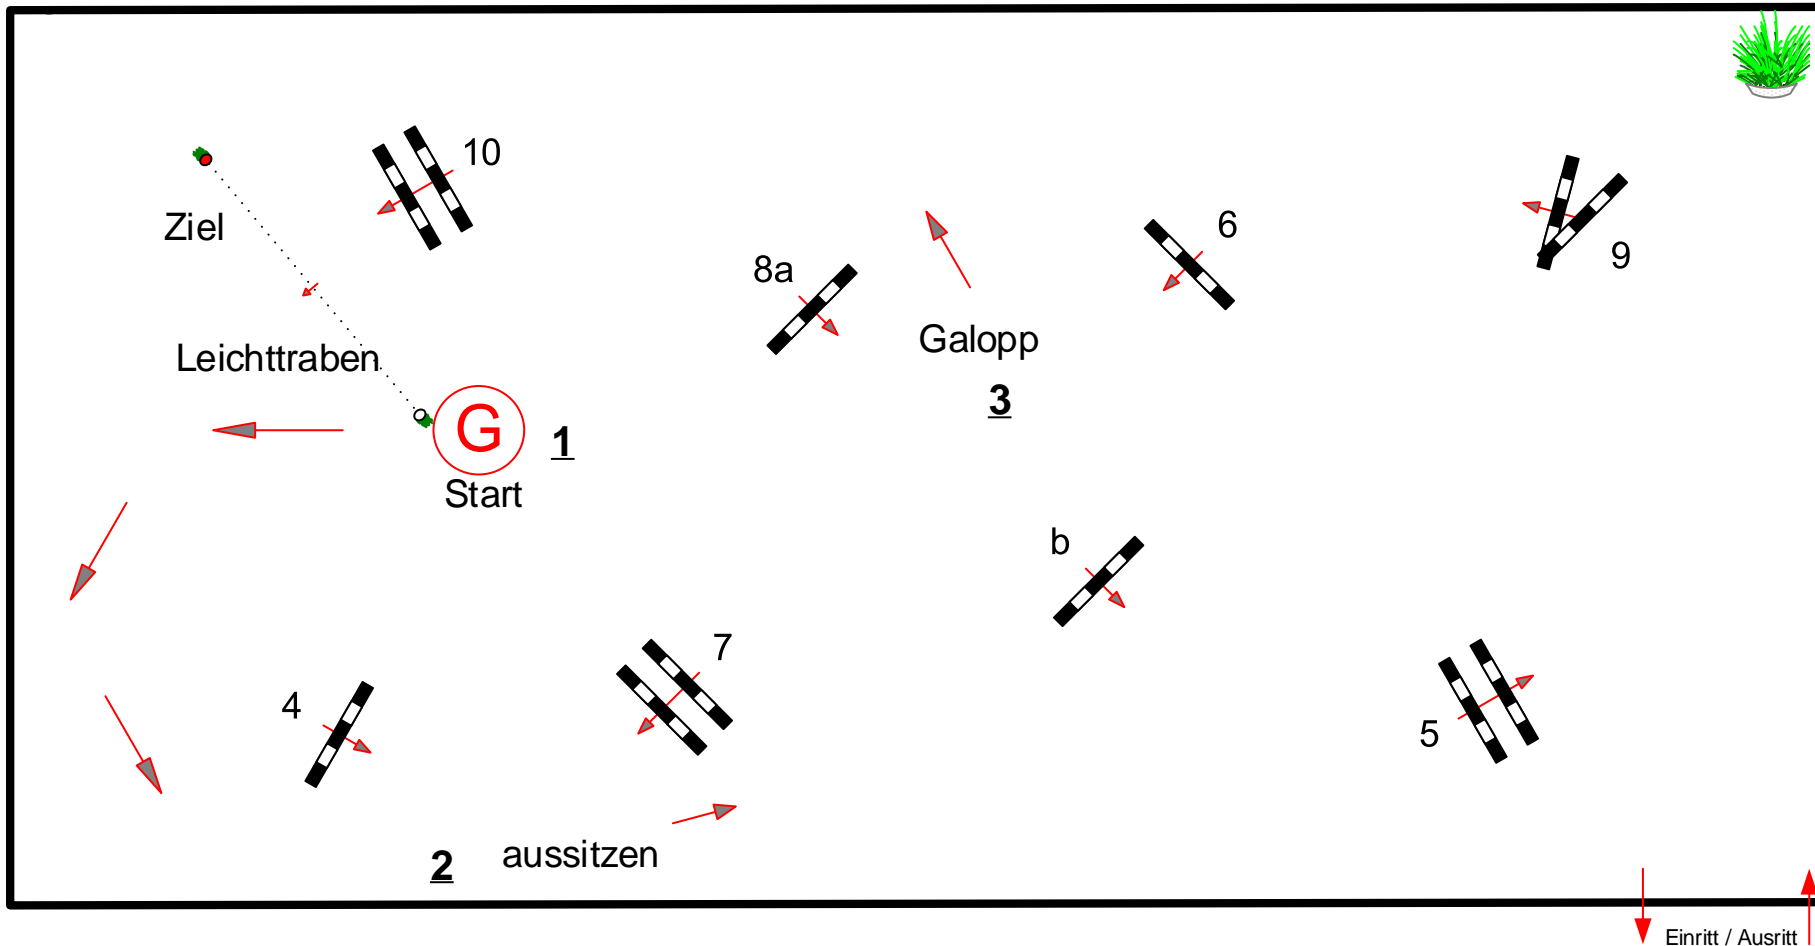 10
Ziel
6
9
8a
Galopp
3
Leichttraben
G
1
Start
b
7
4
5
2
aussitzen
Einritt / Ausritt